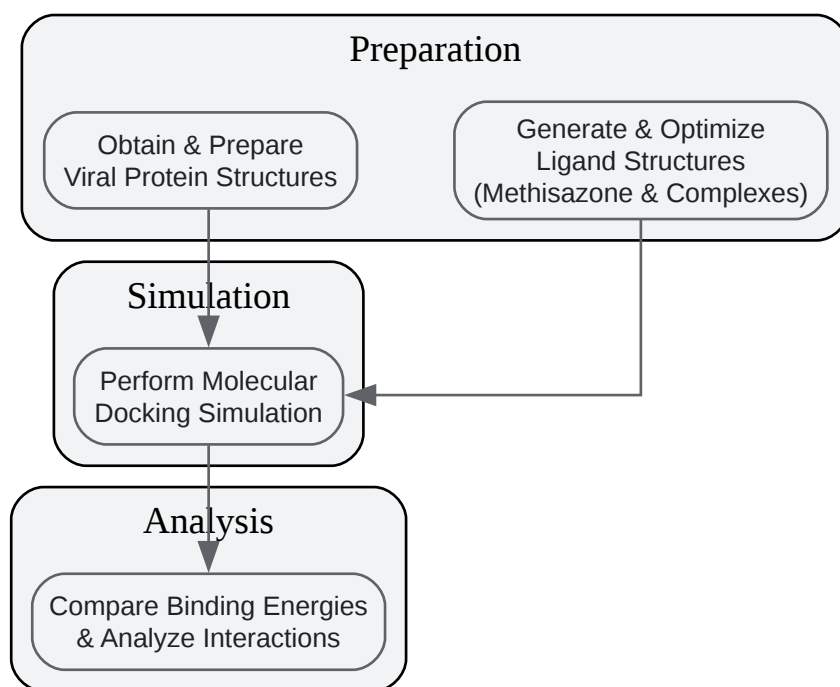 Preparation
Obtain & Prepare
Viral Protein Structures
Generate & Optimize
Ligand Structures
(Methisazone & Complexes)
Simulation
Perform Molecular
Docking Simulation
Analysis
Compare Binding Energies
& Analyze Interactions